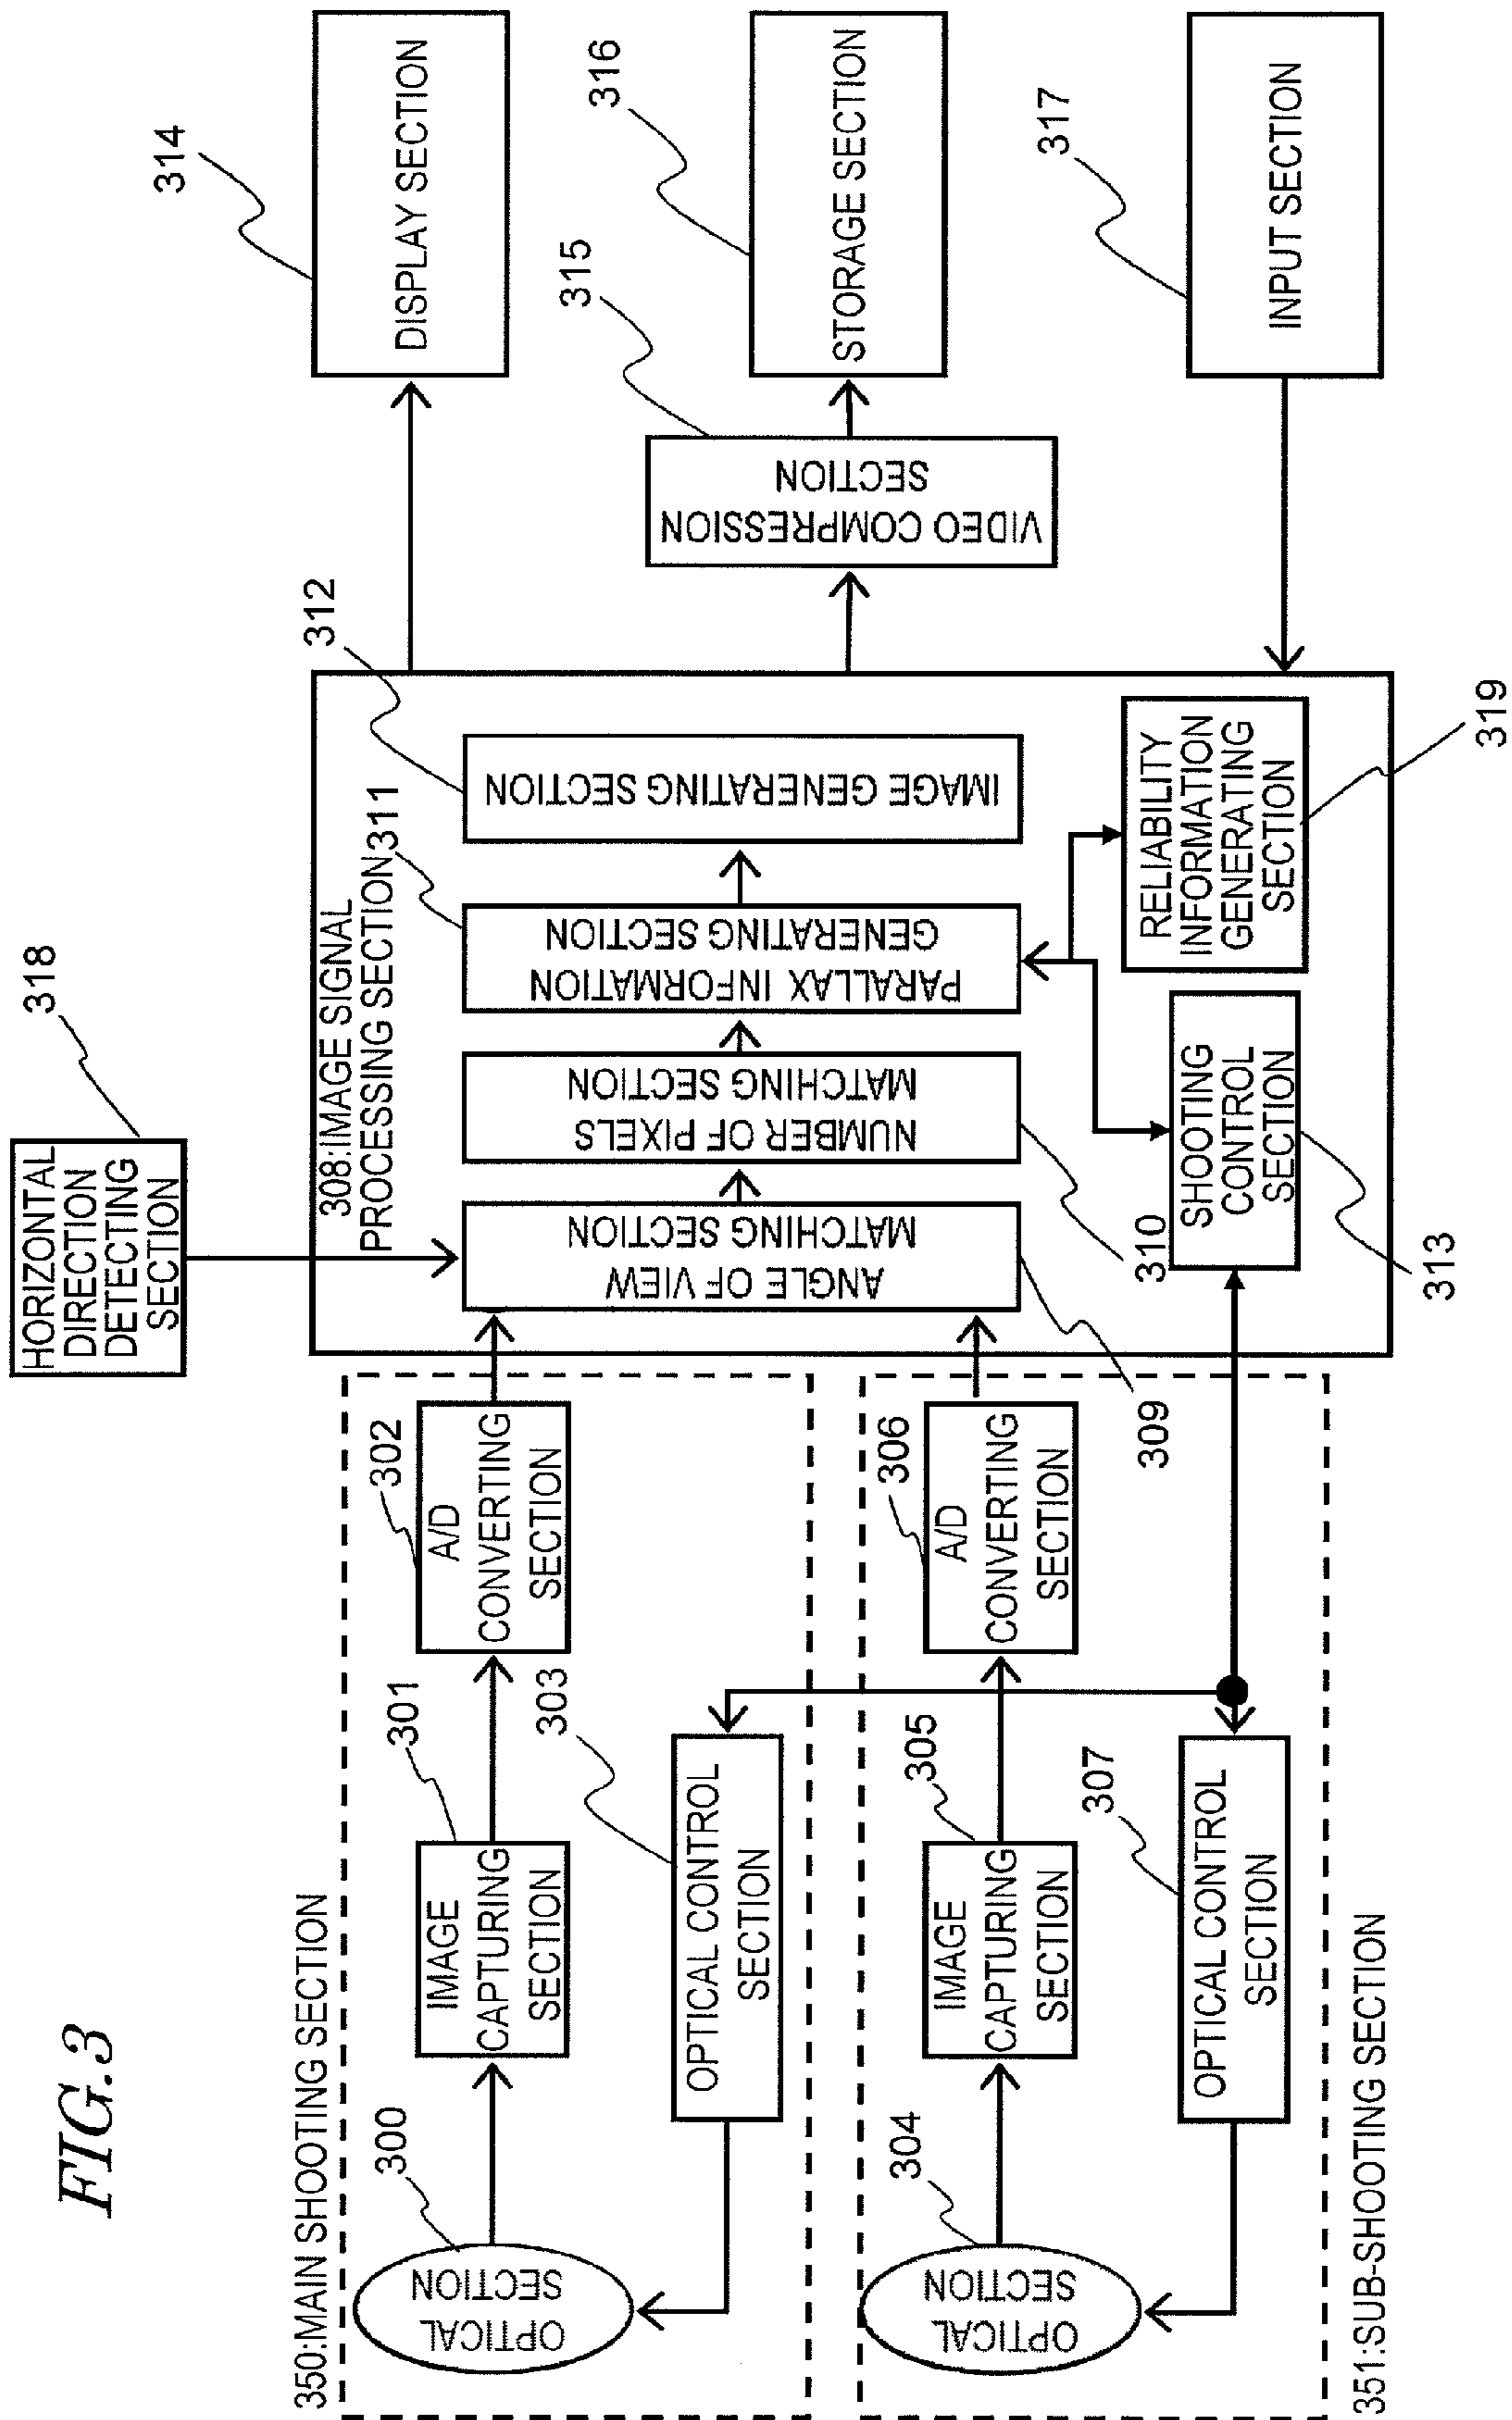 FIG.3
350:MAIN SHOOTING SECTION
300
OPTICAL
SECTION
301
IMAGE
CAPTURING
SECTION
302
A/D
CONVERTING
SECTION
303
OPTICAL CONTROL
SECTION
351:SUB-SHOOTING SECTION
304
OPTICAL
SECTION
305
IMAGE
CAPTURING
SECTION
306
A/D
CONVERTING
SECTION
307
OPTICAL CONTROL
SECTION
HORIZONTAL
DIRECTION
DETECTING
SECTION
318
308:IMAGE SIGNAL
PROCESSING SECTION
ANGLE OF VIEW
MATCHING SECTION
309
NUMBER OF PIXELS
MATCHING SECTION
310
311
PARALLAX INFORMATION
GENERATING SECTION
312
IMAGE GENERATING SECTION
SHOOTING
CONTROL
SECTION
313
RELIABILITY
INFORMATION
GENERATING
SECTION
319
314
DISPLAY SECTION
315
VIDEO COMPRESSION
SECTION
316
STORAGE SECTION
317
INPUT SECTION